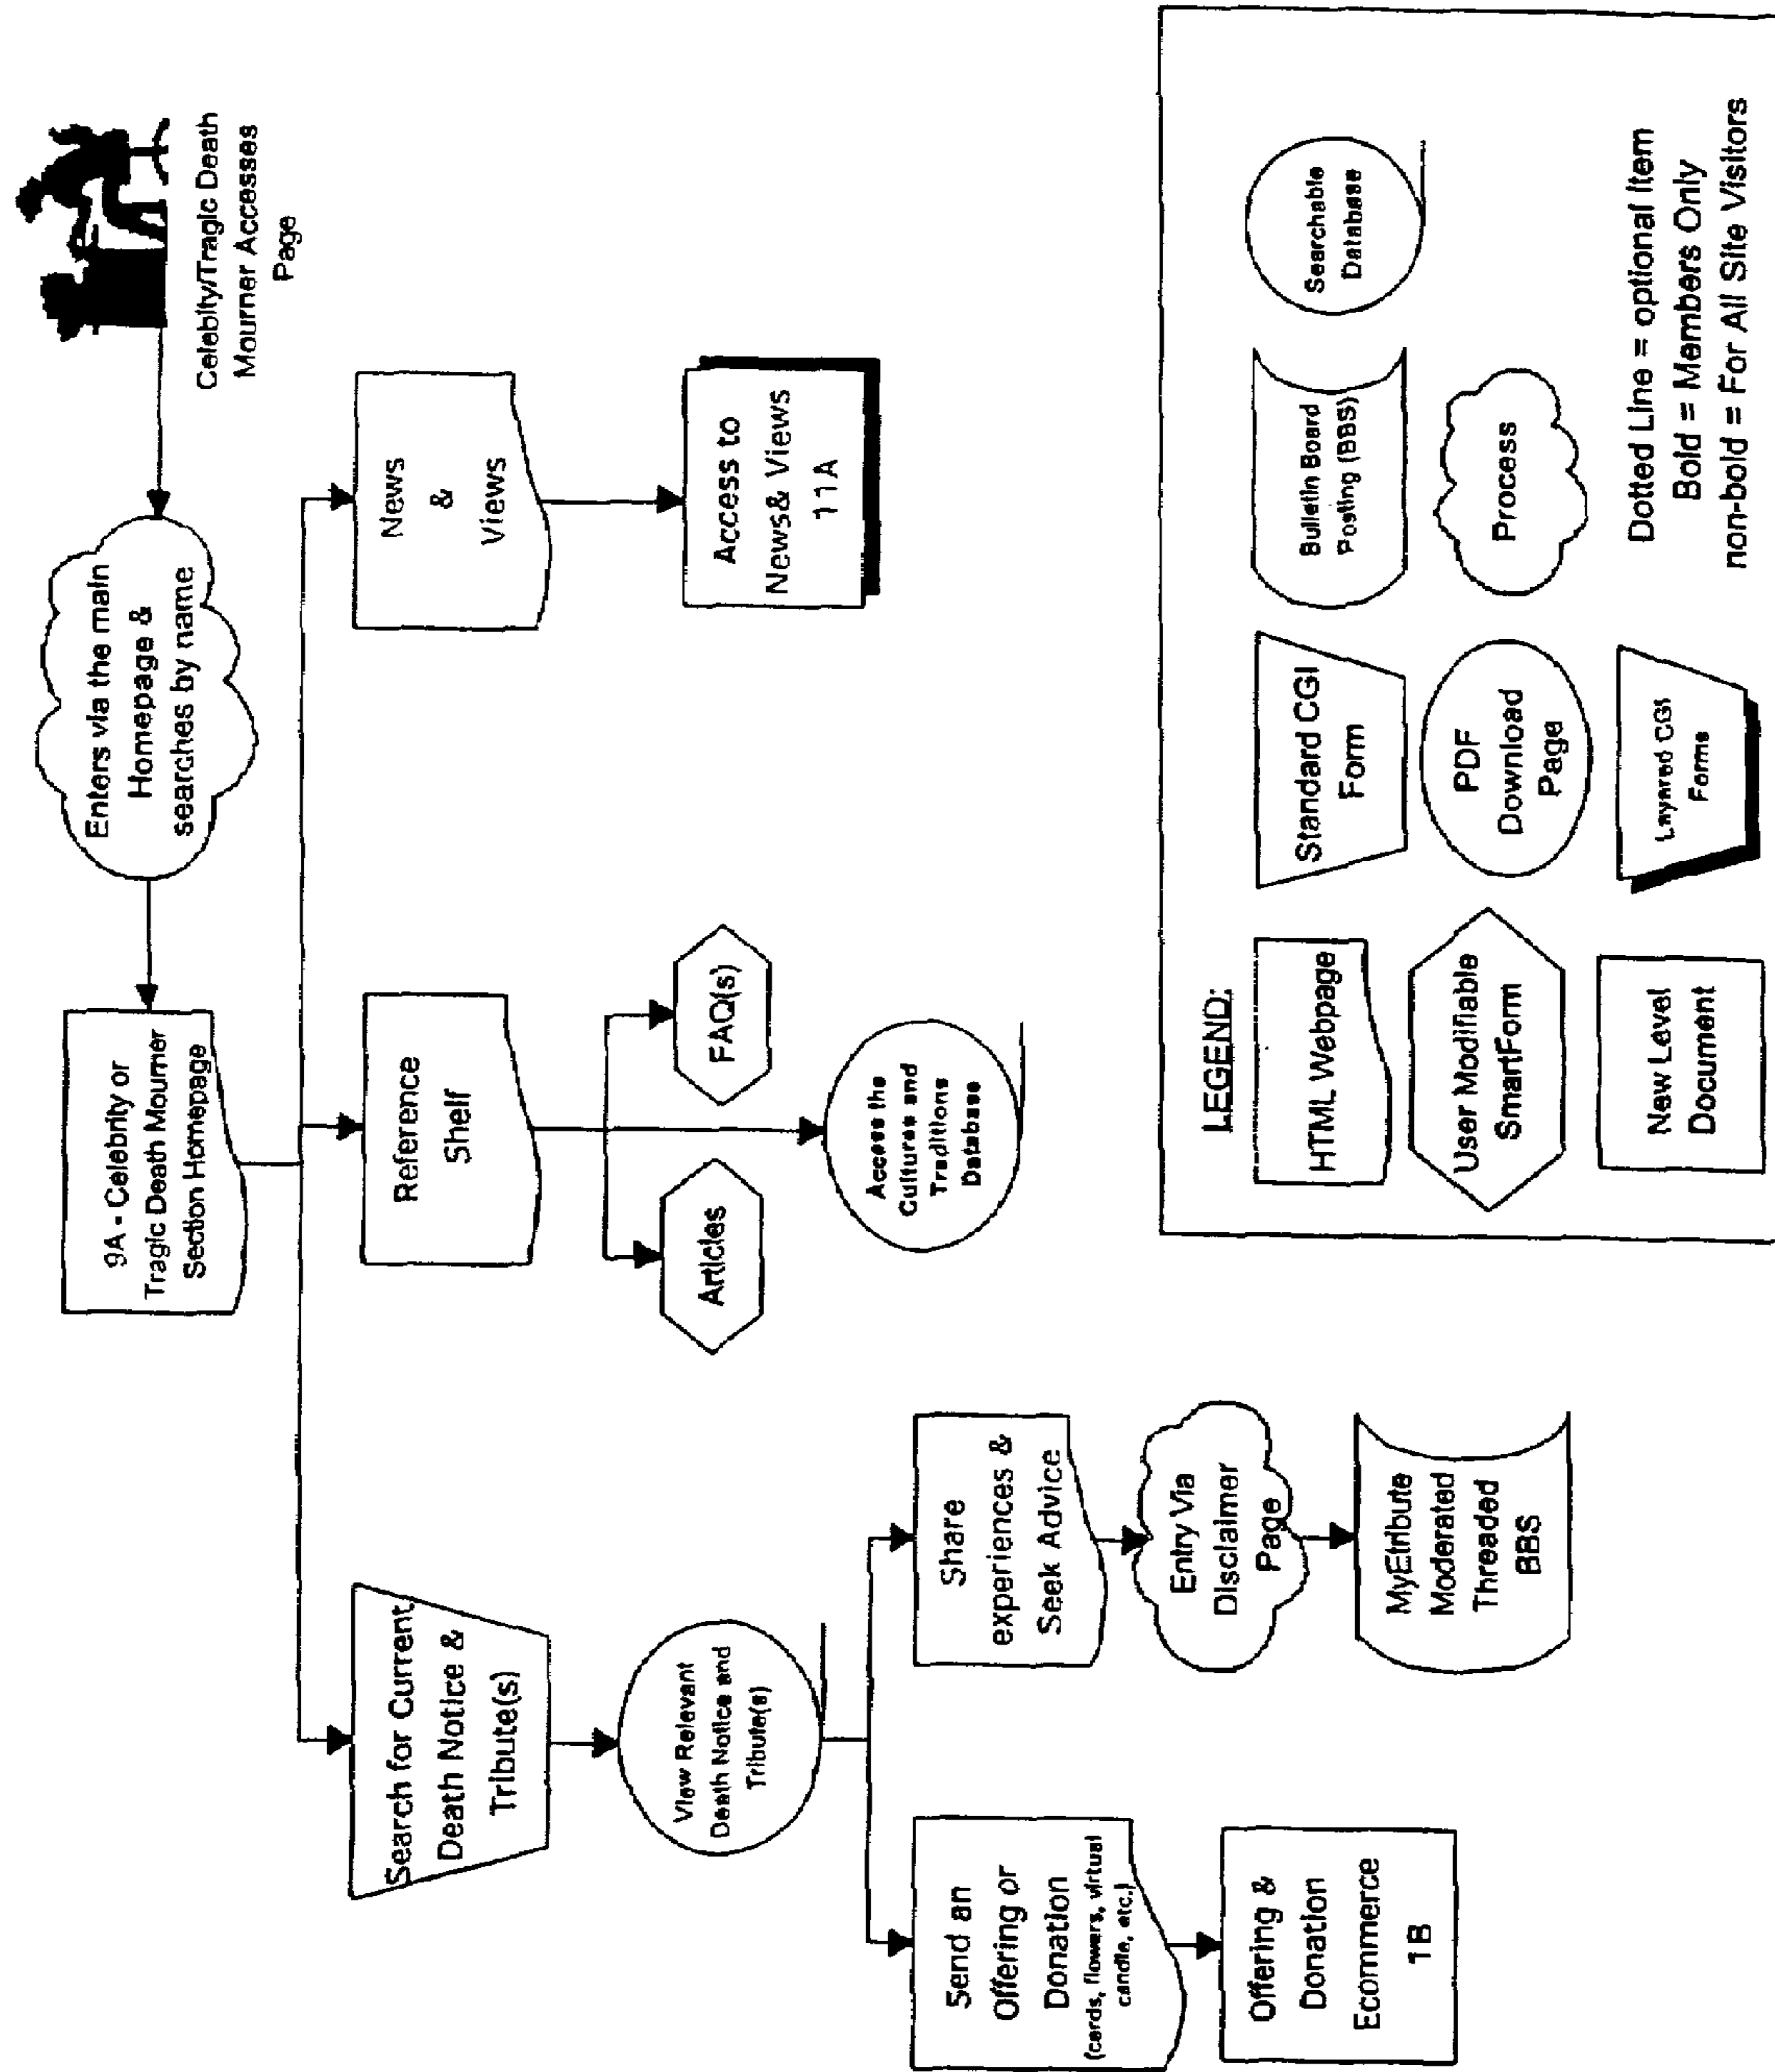 Celebity/Tragic Death
Mourner Accesses
Page
Enters via the main
Homepage &
searches by name
9A - Celebrity or
Tragic Death Mourner
Section Homepage
Search for Current
Death Notice &
Tribute(s)
View Relevant
Death Notice and
Tribute(s)
Send an
Offering or
Donation
(cards, flowers, virtual
candle, etc.)
Offering &
Donation
Ecommerce
1B
Share
experiences &
Seek Advice
Entry Via
Disclaimer
Page
MyEtribute
Moderated
Threaded
BBS
Reference
Shelf
Articles
FAQ(s)
Access the
Cultures and
Traditions
Database
News
&
Views
Access to
News& Views
11A
LEGEND:
HTML Webpage
Standard CGI
Form
Bulletin Board
Posting (BBS)
Searchable
Database
User Modifiable
SmartForm
PDF
Download
Page
Process
New Level
Document
Layered CGI
Forms
Dotted Line = optional Item
Bold = Members Only
non-bold = For All Site Visitors